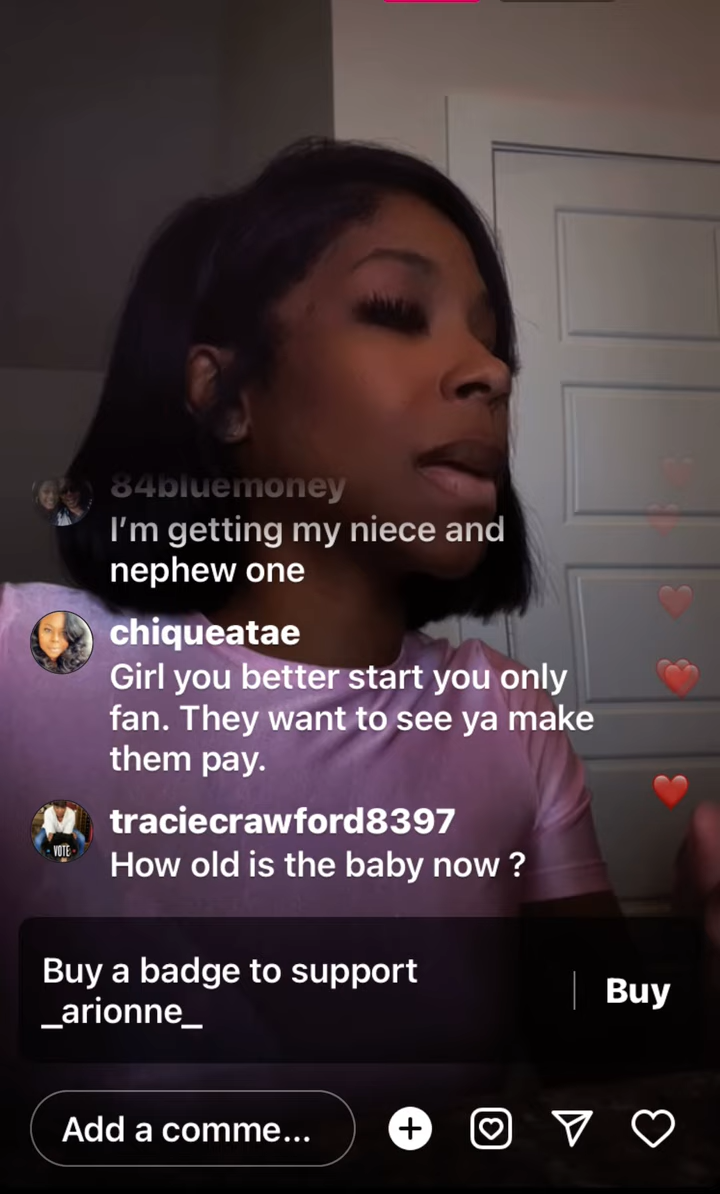 84bluemoney
I’m getting my niece and
nephew one
chiqueatae
Girl you better start you only
fan. They want to see ya make
them pay.
traciecrawford8397
VOTE
How old is the baby now ?
Buy a badge to support
_arionne_
Buy
Add a comme...